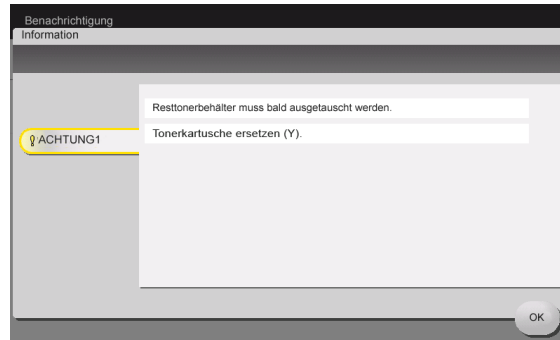 Benachrichtigung
Information
Resttonerbehälter muss bald ausgetauscht werden.
ACHTUNG1
Tonerkartusche ersetzen (Y).
OK